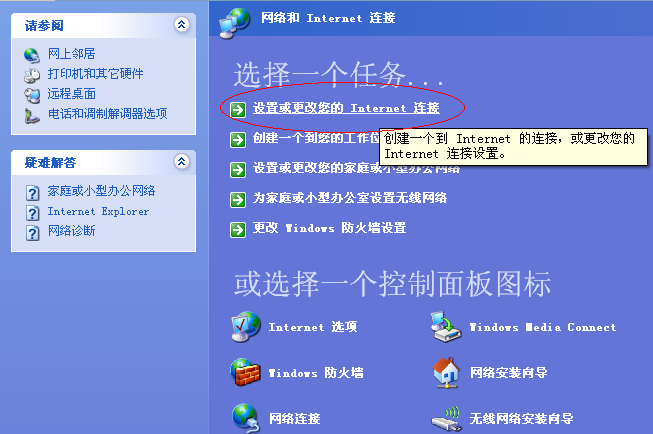 请参阅
网上邻居
打印机和其它硬件
远程桌面
电话和调制解调器选项
疑难解答
家庭或小型办公网络
Internet Explorer
网络诊断
网络和 Internet 连接
选择一个任务...
设置或更改您的 Internet 连接
创建一个到您的工作位
创建一个到 Internet 的连接，或更改您的
Internet 连接设置。
设置或更改您的家庭或小型办公网络
为家庭或小型办公室设置无线网络
更改 Windows 防火墙设置
或选择一个控制面板图标
Internet 选项
Windows Media Connect
Windows 防火墙
网络安装向导
网络连接
无线网络安装向导